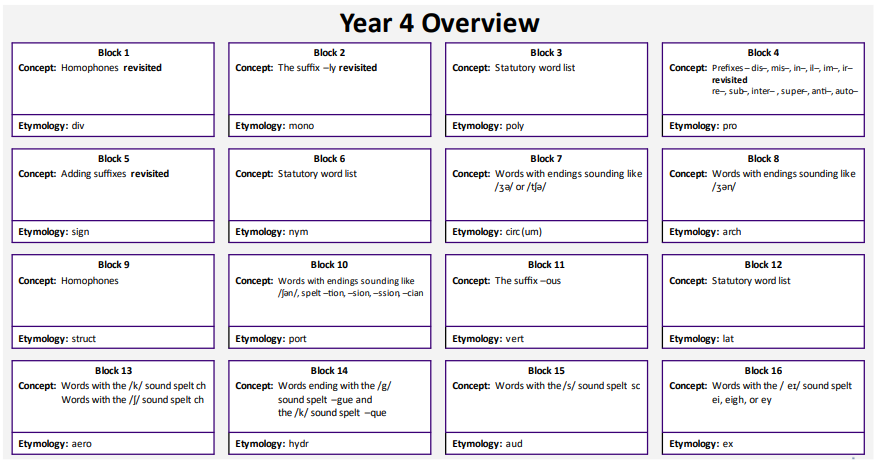 Year 4 Overview
Block 1
Concept: Homophones revisited
Etymology: div
Block 2
Concept: The suffix –ly revisited
Etymology: mono
Block 3
Concept: Statutory word list
Etymology: poly
Block 4
Concept: Prefixes – dis–, mis–, in–, il–, im–, ir–
revisited
re–, sub–, inter– , super–, anti–, auto–
Etymology: pro
Block 5
Concept: Adding suffixes revisited
Etymology: sign
Block 6
Concept: Statutory word list
Etymology: nym
Block 7
Concept: Words with endings sounding like
/ʒə/ or /tʃə/
Etymology: circ(um)
Block 8
Concept: Words with endings sounding like
/ʒən/
Etymology: arch
Block 9
Concept: Homophones
Etymology: struct
Block 10
Concept: Words with endings sounding like
/ʃən/, spelt –tion, –sion, –ssion, –cian
Etymology: port
Block 11
Concept: The suffix –ous
Etymology: vert
Block 12
Concept: Statutory word list
Etymology: lat
Block 13
Concept: Words with the /k/ sound spelt ch
Words with the /ʃ/ sound spelt ch
Etymology: aero
Block 14
Concept: Words ending with the /g/
sound spelt –gue and
the /k/ sound spelt –que
Etymology: hydr
Block 15
Concept: Words with the /s/ sound spelt sc
Etymology: aud
Block 16
Concept: Words with the / eɪ/ sound spelt
ei, eigh, or ey
Etymology: ex